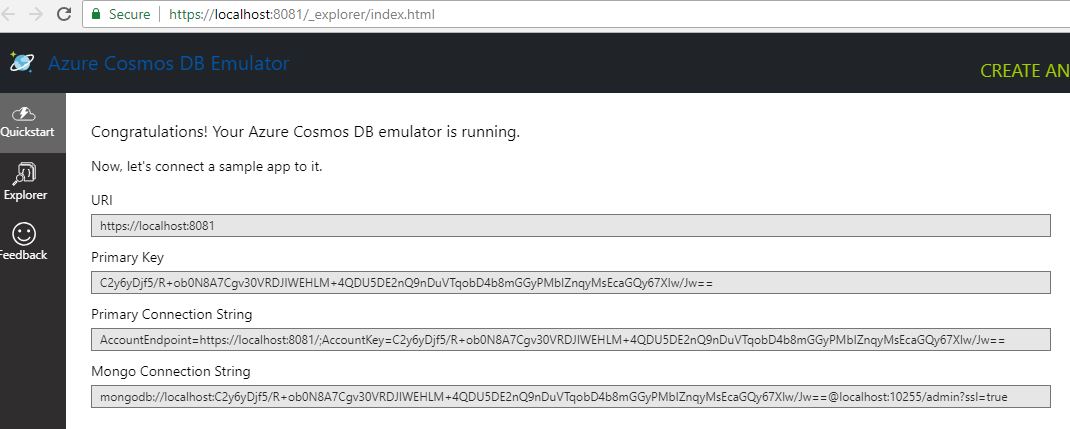 Secure https://localhost:8081/_explorer/index.html
Azure Cosmos DB Emulator
CREATE AN
Quickstart
Explorer
Feedback
Congratulations! Your Azure Cosmos DB emulator is running.
Now, let's connect a sample app to it.
URI
https://localhost:8081
Primary Key
C2y6yDjf5/R+ob0N8A7Cgv30VRDJIWEHLM+4QDU5DE2nQ9nDuVTqobD4b8mGGyPMbIZnqyMsEcaGQy67XIw/Jw==
Primary Connection String
AccountEndpoint=https://localhost:8081/;AccountKey=C2y6yDjf5/R+ob0N8A7Cgv30VRDJIWEHLM+4QDU5DE2nQ9nDuVTqobD4b8mGGyPMbIZnqyMsEcaGQy67XIw/Jw==
Mongo Connection String
mongodb://localhost:C2y6yDjf5/R+ob0N8A7Cgv30VRDJIWEHLM+4QDU5DE2nQ9nDuVTqobD4b8mGGyPMbIZnqyMsEcaGQy67XIw/Jw==@localhost:10255/admin?ssl=true